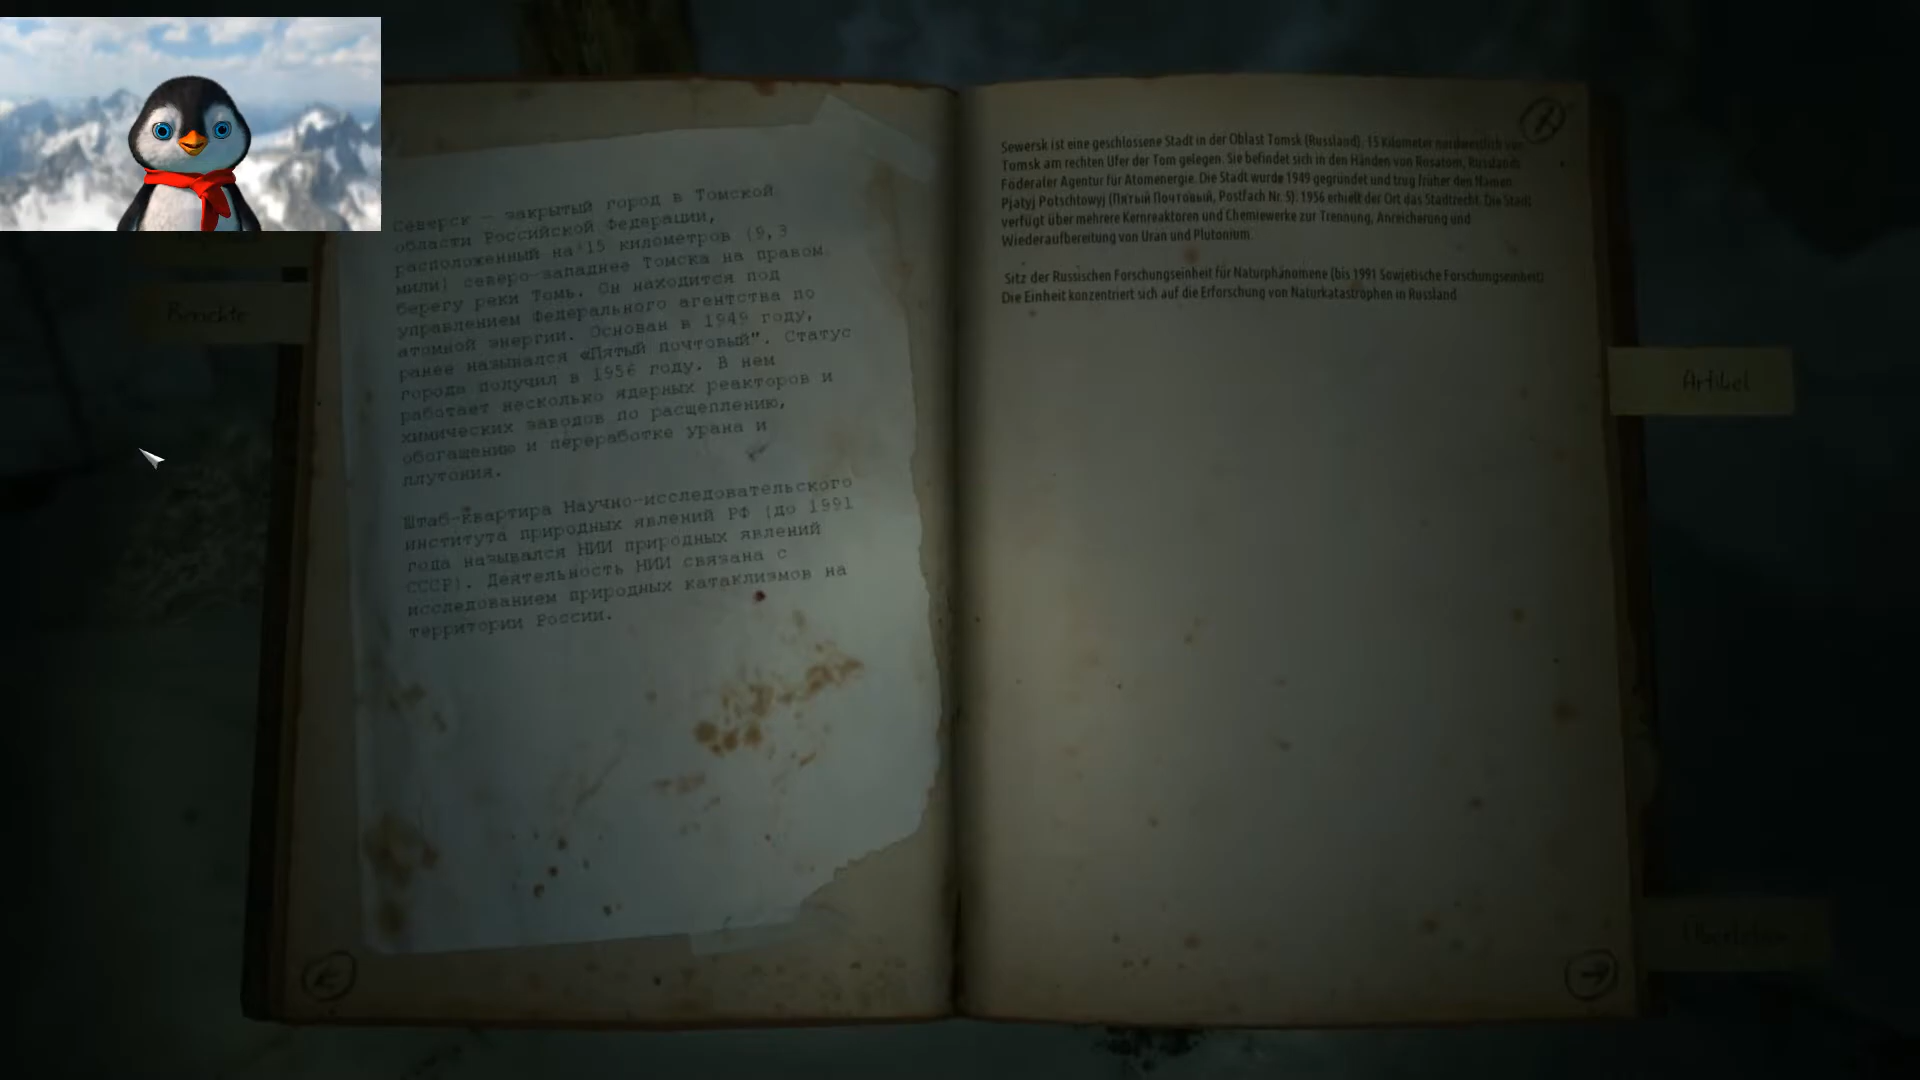 Северск — закрытый город в Томской
области Российской Федерации,
расположенный на 15 километров (9,3
мили) северо-западнее Томска на правом
берегу реки Томь. Он находится под
управлением Федерального агентства по
атомной энергии. Основан в 1949 году,
ранее назывался «Пятый почтовый". Статус
города получил в 1956 году. В нем
работает несколько ядерных реакторов и
химических заводов по расщеплению,
обогащению и переработке урана и
плутония.
Штаб-квартира Научно-исследовательского
института природных явлений РФ (до 1991
года назывался НИИ природных явлений
СССР). Деятельность НИИ связана с
исследованием природных катаклизмов на
территории России.
Berichte
Sewersk ist eine geschlossene Stadt in der Oblast Tomsk (Russland). 15 Kilometer nordwestlich von
Tomsk am rechten Ufer der Tom gelegen. Sie befindet sich in den Händen von Rosatom, Russlands
Föderaler Agentur für Atomenergie. Die Stadt wurde 1949 gegründet und trug früher den Namen
Pjatyj Potschtowyj (Пятый Почтовый, Postfach Nr. 5). 1956 erhielt der Ort das Stadtrecht. Die Stadt
verfügt über mehrere Kernreaktoren und Chemiewerke zur Trennung, Anreicherung und
Wiederaufbereitung von Uran und Plutonium.
Sitz der Russischen Forschungseinheit für Naturphänomene (bis 1991 Sowjetische Forschungseinheit)
Die Einheit konzentriert sich auf die Erforschung von Naturkatastrophen in Russland
Artikel